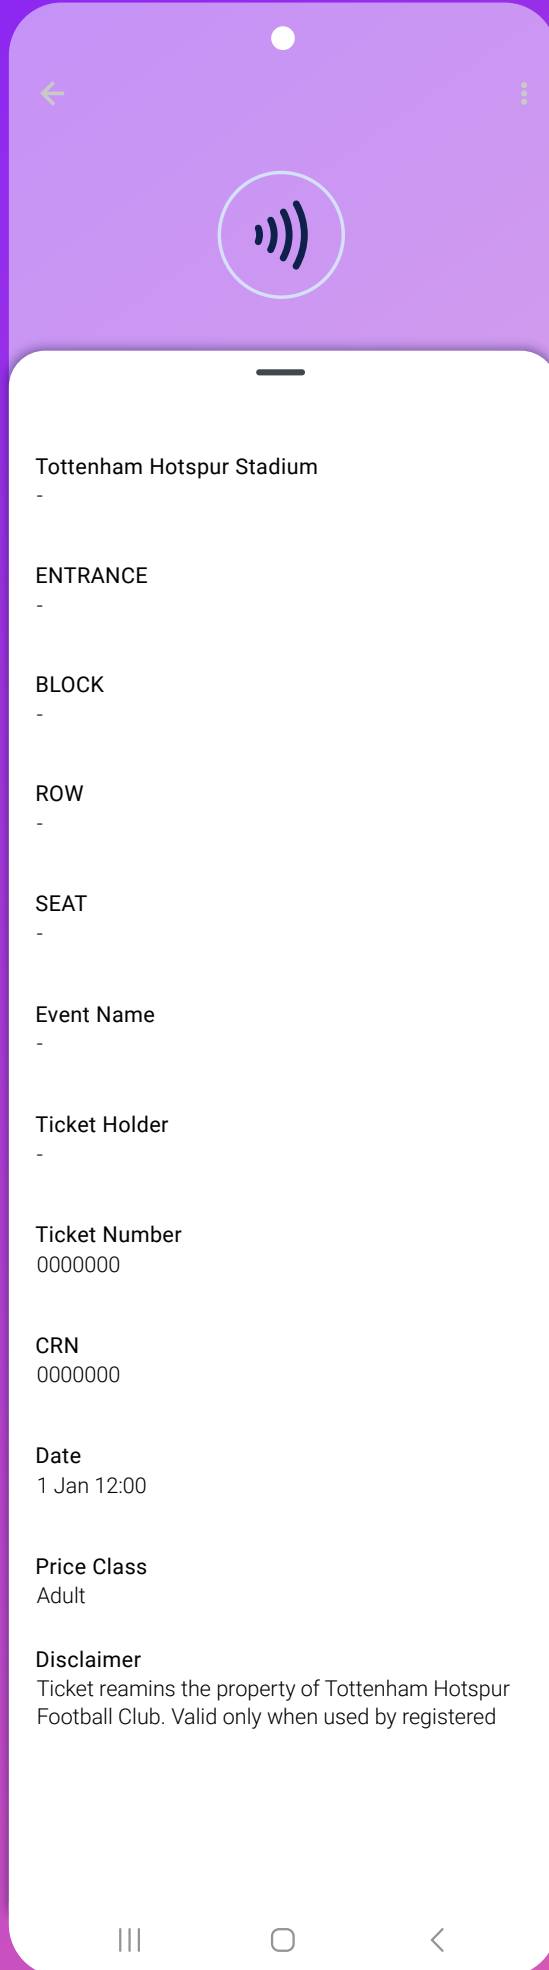 Tottenham Hotspur Stadium
-
ENTRANCE
-
BLOCK
-
ROW
-
SEAT
-
Event Name
-
Ticket Holder
-
Ticket Number
0000000
CRN
0000000
Date
1 Jan 12:00
Price Class
Adult
Disclaimer
Ticket reamins the property of Tottenham Hotspur
Football Club. Valid only when used by registered